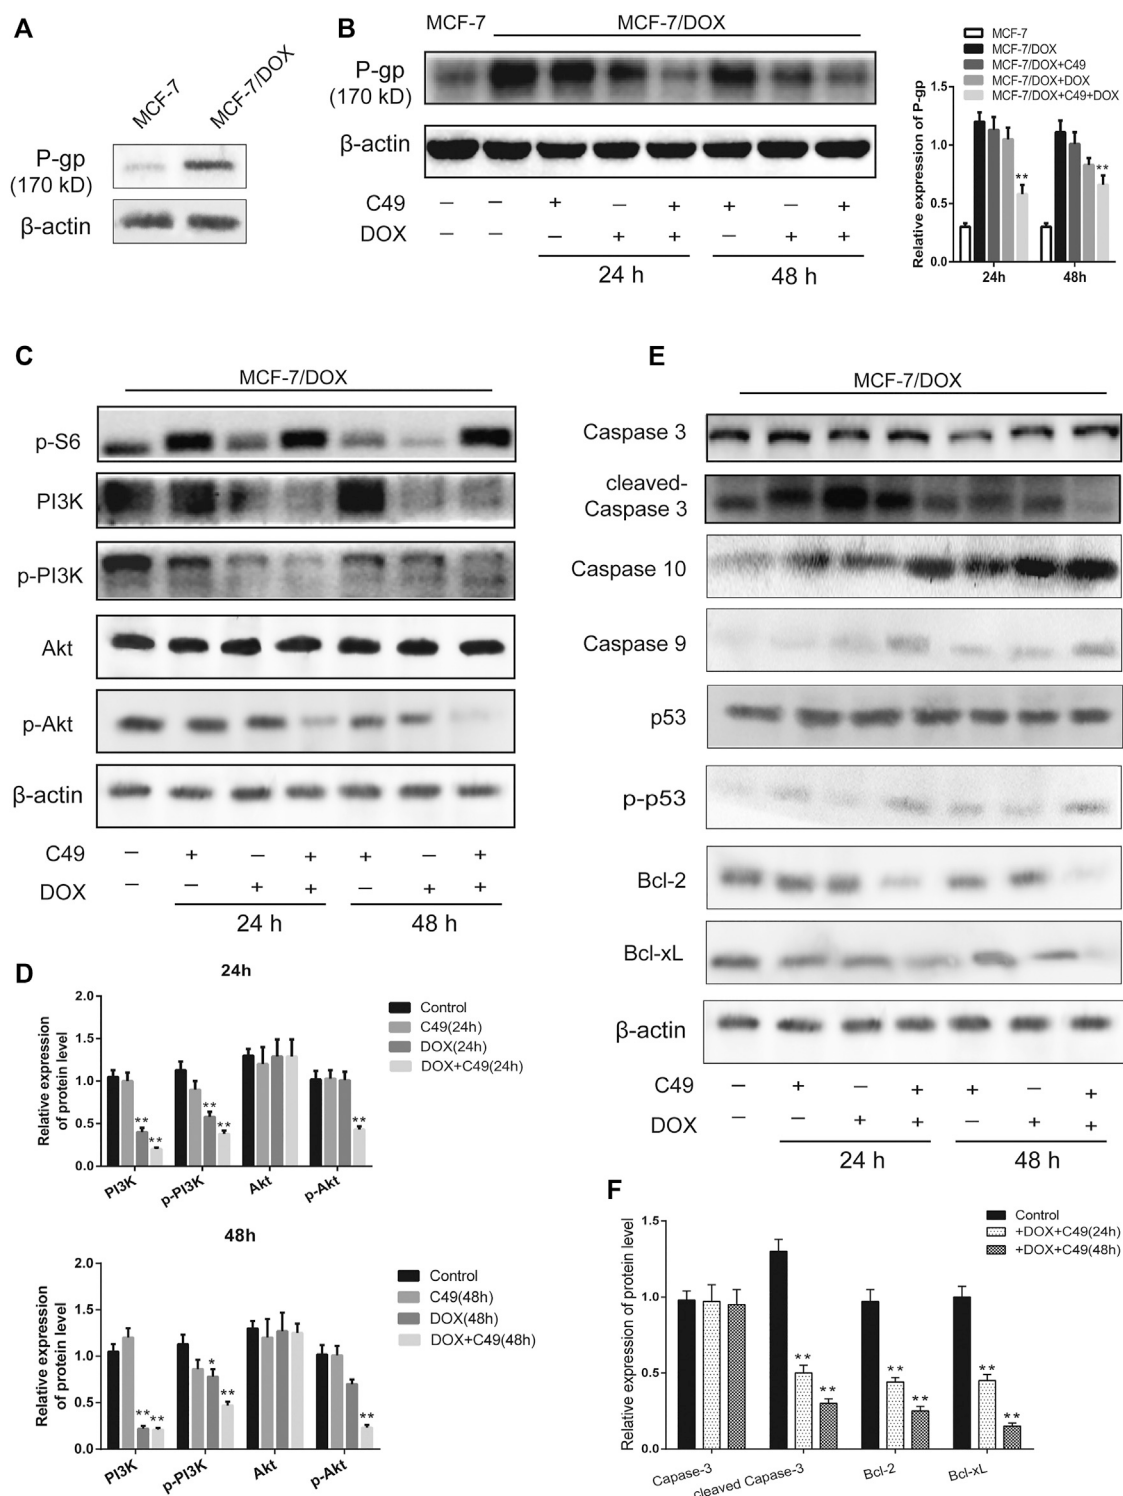 A
MCF-7
MCF-7/DOX
P-gp
(170 kD)
β-actin
B
MCF-7
MCF-7/DOX
P-gp
(170 kD)
β-actin
C49 – – + – + + – +
DOX – – – + + – + +
24 h
48 h
MCF-7
MCF-7/DOX
MCF-7/DOX+C49
MCF-7/DOX+DOX
MCF-7/DOX+C49+DOX
Relative expression of P-gp
1.5
1.0
0.5
0.0
**
**
24h
48h
C
MCF-7/DOX
p-S6
PI3K
p-PI3K
Akt
p-Akt
β-actin
C49 – + – + + – +
DOX – – + + – + +
24 h
48 h
D
24h
Relative expression
of protein level
2.0
1.5
1.0
0.5
0.0
**
**
**
**
**
PI3K
p-PI3K
Akt
p-Akt
Control
C49(24h)
DOX(24h)
DOX+C49(24h)
48h
Relative expression
of protein level
2.0
1.5
1.0
0.5
0.0
**
**
*
**
**
PI3K
p-PI3K
Akt
p-Akt
Control
C49(48h)
DOX(48h)
DOX+C49(48h)
E
MCF-7/DOX
Caspase 3
cleaved-
Caspase 3
Caspase 10
Caspase 9
p53
p-p53
Bcl-2
Bcl-xL
β-actin
C49 – + – + + – +
DOX – – + + – + +
24 h
48 h
F
Relative expression of protein level
1.5
1.0
0.5
0.0
**
**
**
**
**
**
Capase-3
cleaved Capase-3
Bcl-2
Bcl-xL
Control
+DOX+C49(24h)
+DOX+C49(48h)